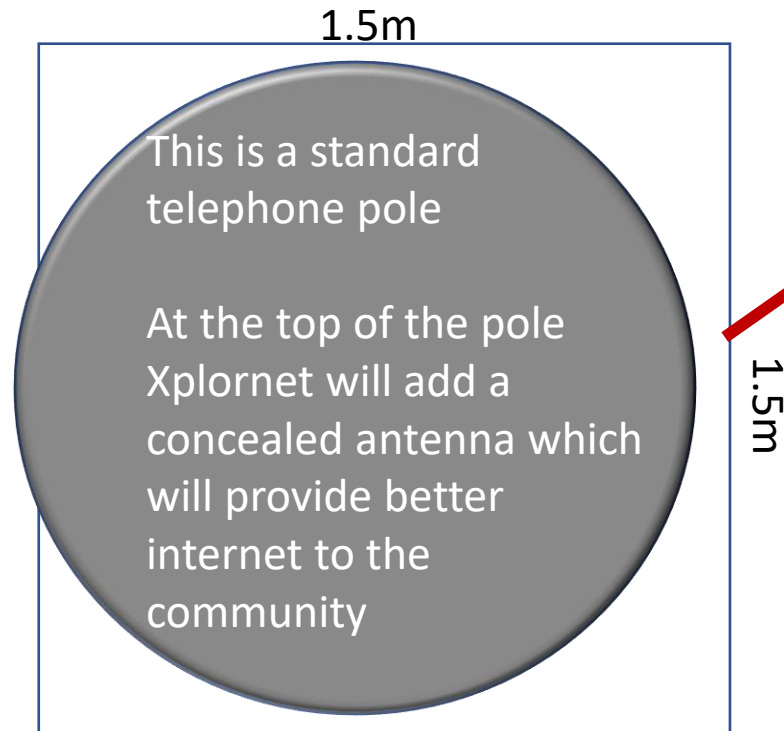 1.5m
This is a standard
telephone pole
At the top of the pole
Xplornet will add a
concealed antenna which
will provide better
internet to the
community
1.5m